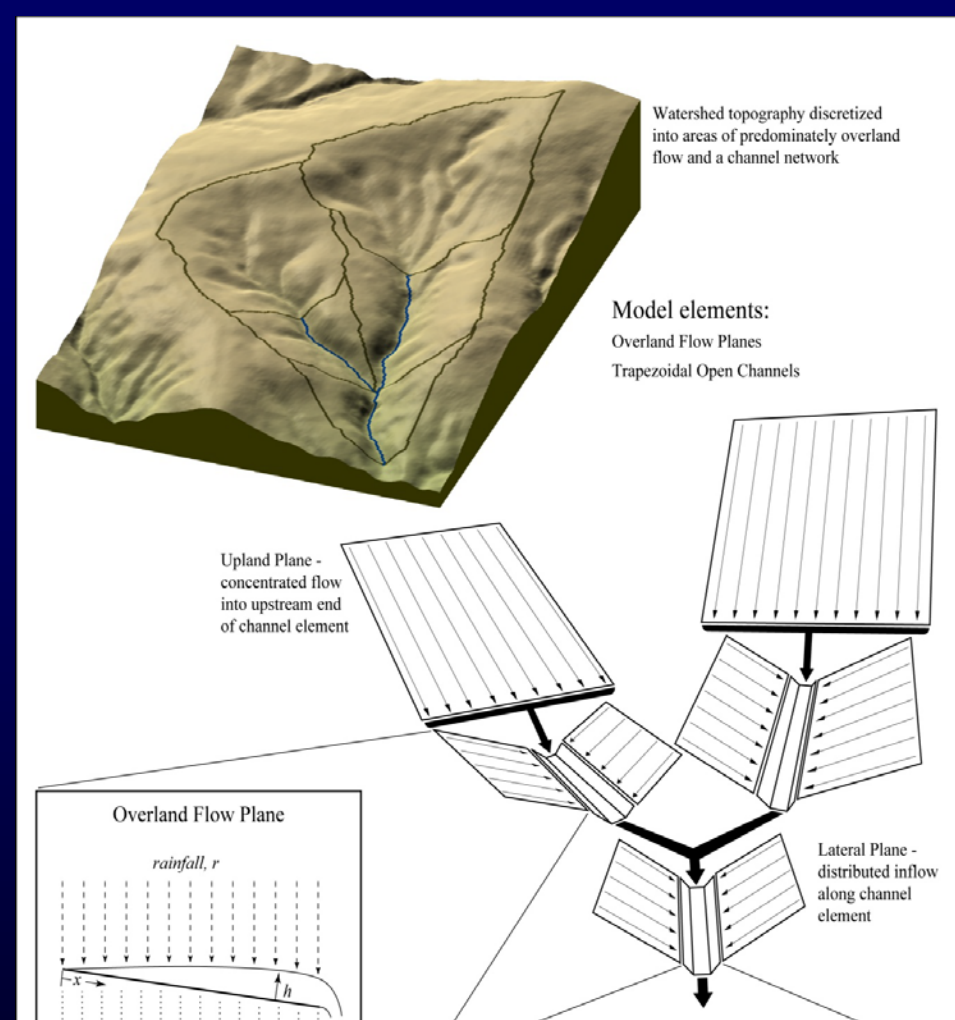 Watershed topography discretized
into areas of predominately overland
flow and a channel network
Model elements:
Overland Flow Planes
Trapezoidal Open Channels
Upland Plane -
concentrated flow
into upstream end
of channel element
Lateral Plane -
distributed inflow
along channel
element
Overland Flow Plane
rainfall, r
x
h